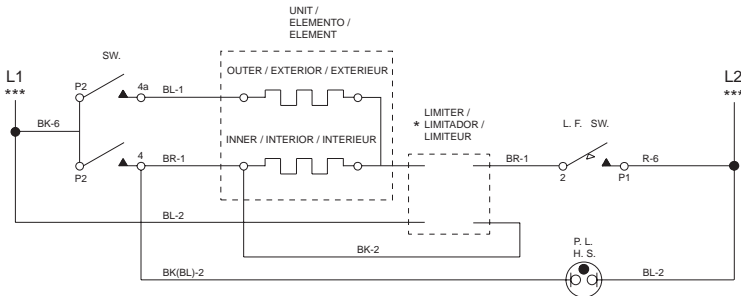 UNIT /
ELEMENTO /
ELEMENT
SW.
L1
***
P2
4a
BL-1
OUTER / EXTERIOR / EXTERIEUR
L2
***
BK-6
LIMITER /
* LIMITADOR /
LIMITEUR
L. F. SW.
INNER / INTERIOR / INTERIEUR
P2
4
BR-1
BR-1
2
P1
R-6
BL-2
BK-2
P. L.
H. S.
BK(BL)-2
BL-2